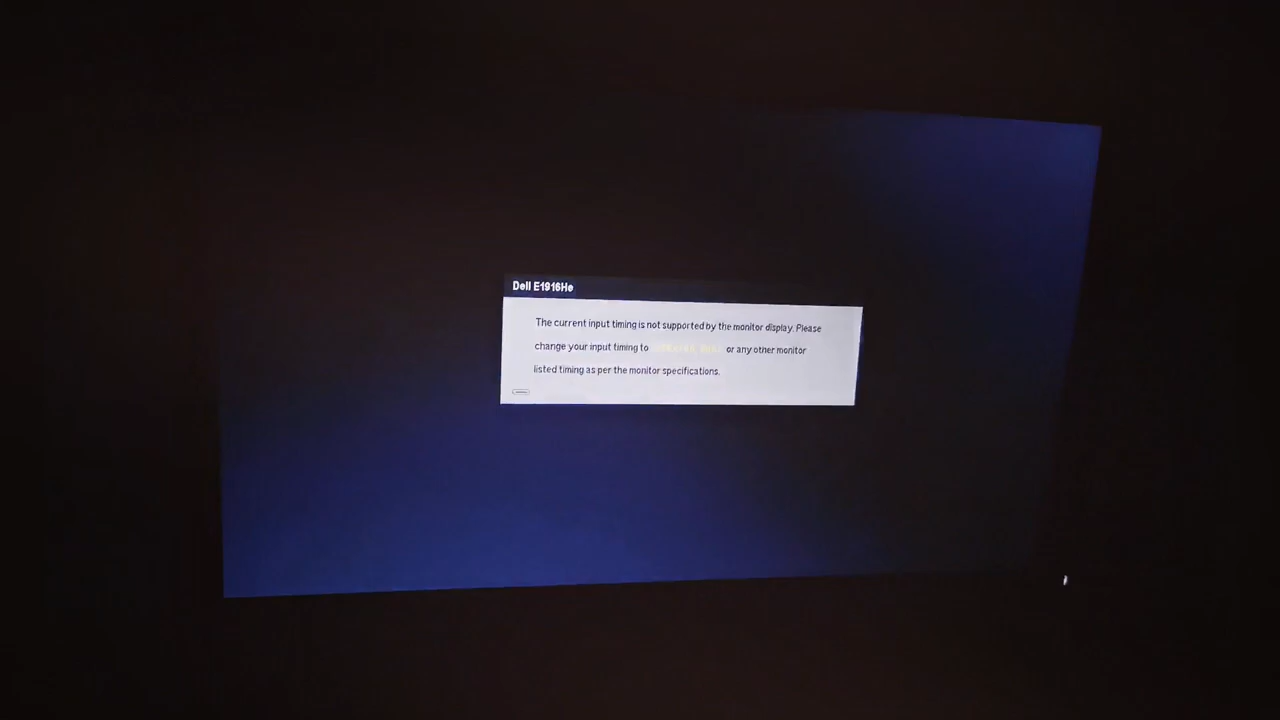 Dell E1916He
The current input timing is not supported by the monitor display. Please
change your input timing to or any other monitor
listed timing as per the monitor specifications.